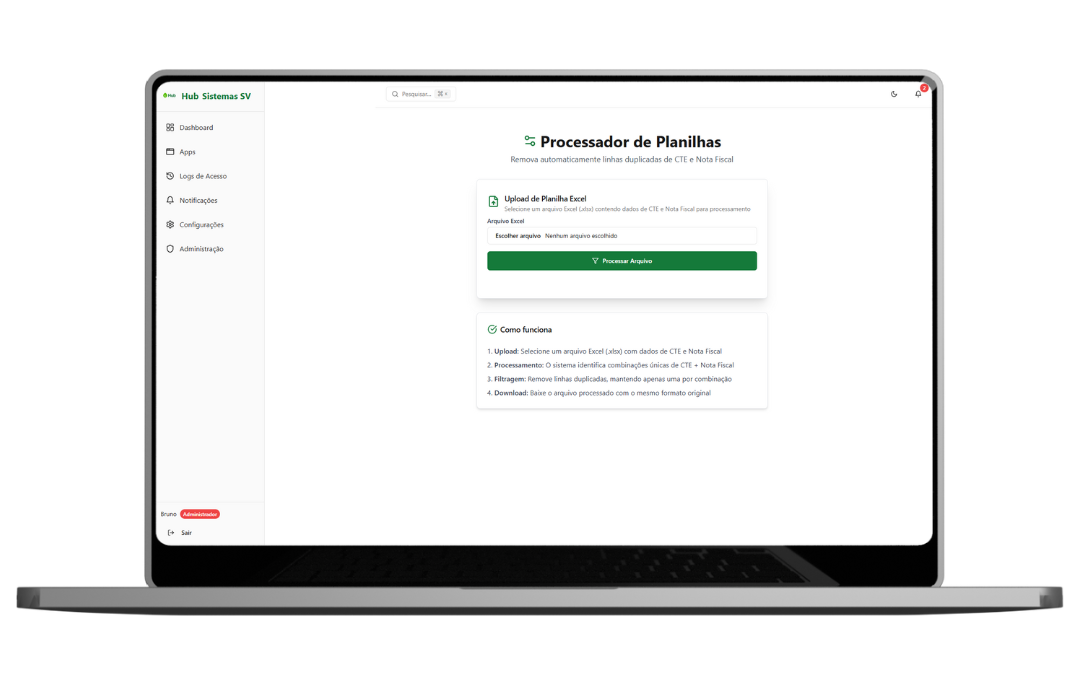 Hub Hub Sistemas SV
Pesquisar... ⌘K
2
Dashboard
Apps
Logs de Acesso
Notificações
Configurações
Administração
Bruno Administrador
Sair
Processador de Planilhas
Remova automaticamente linhas duplicadas de CTE e Nota Fiscal
Upload de Planilha Excel
Selecione um arquivo Excel (.xlsx) contendo dados de CTE e Nota Fiscal para processamento
Arquivo Excel
Escolher arquivo Nenhum arquivo escolhido
Processar Arquivo
Como funciona
1. Upload: Selecione um arquivo Excel (.xlsx) com dados de CTE e Nota Fiscal
2. Processamento: O sistema identifica combinações únicas de CTE + Nota Fiscal
3. Filtragem: Remove linhas duplicadas, mantendo apenas uma por combinação
4. Download: Baixe o arquivo processado com o mesmo formato original